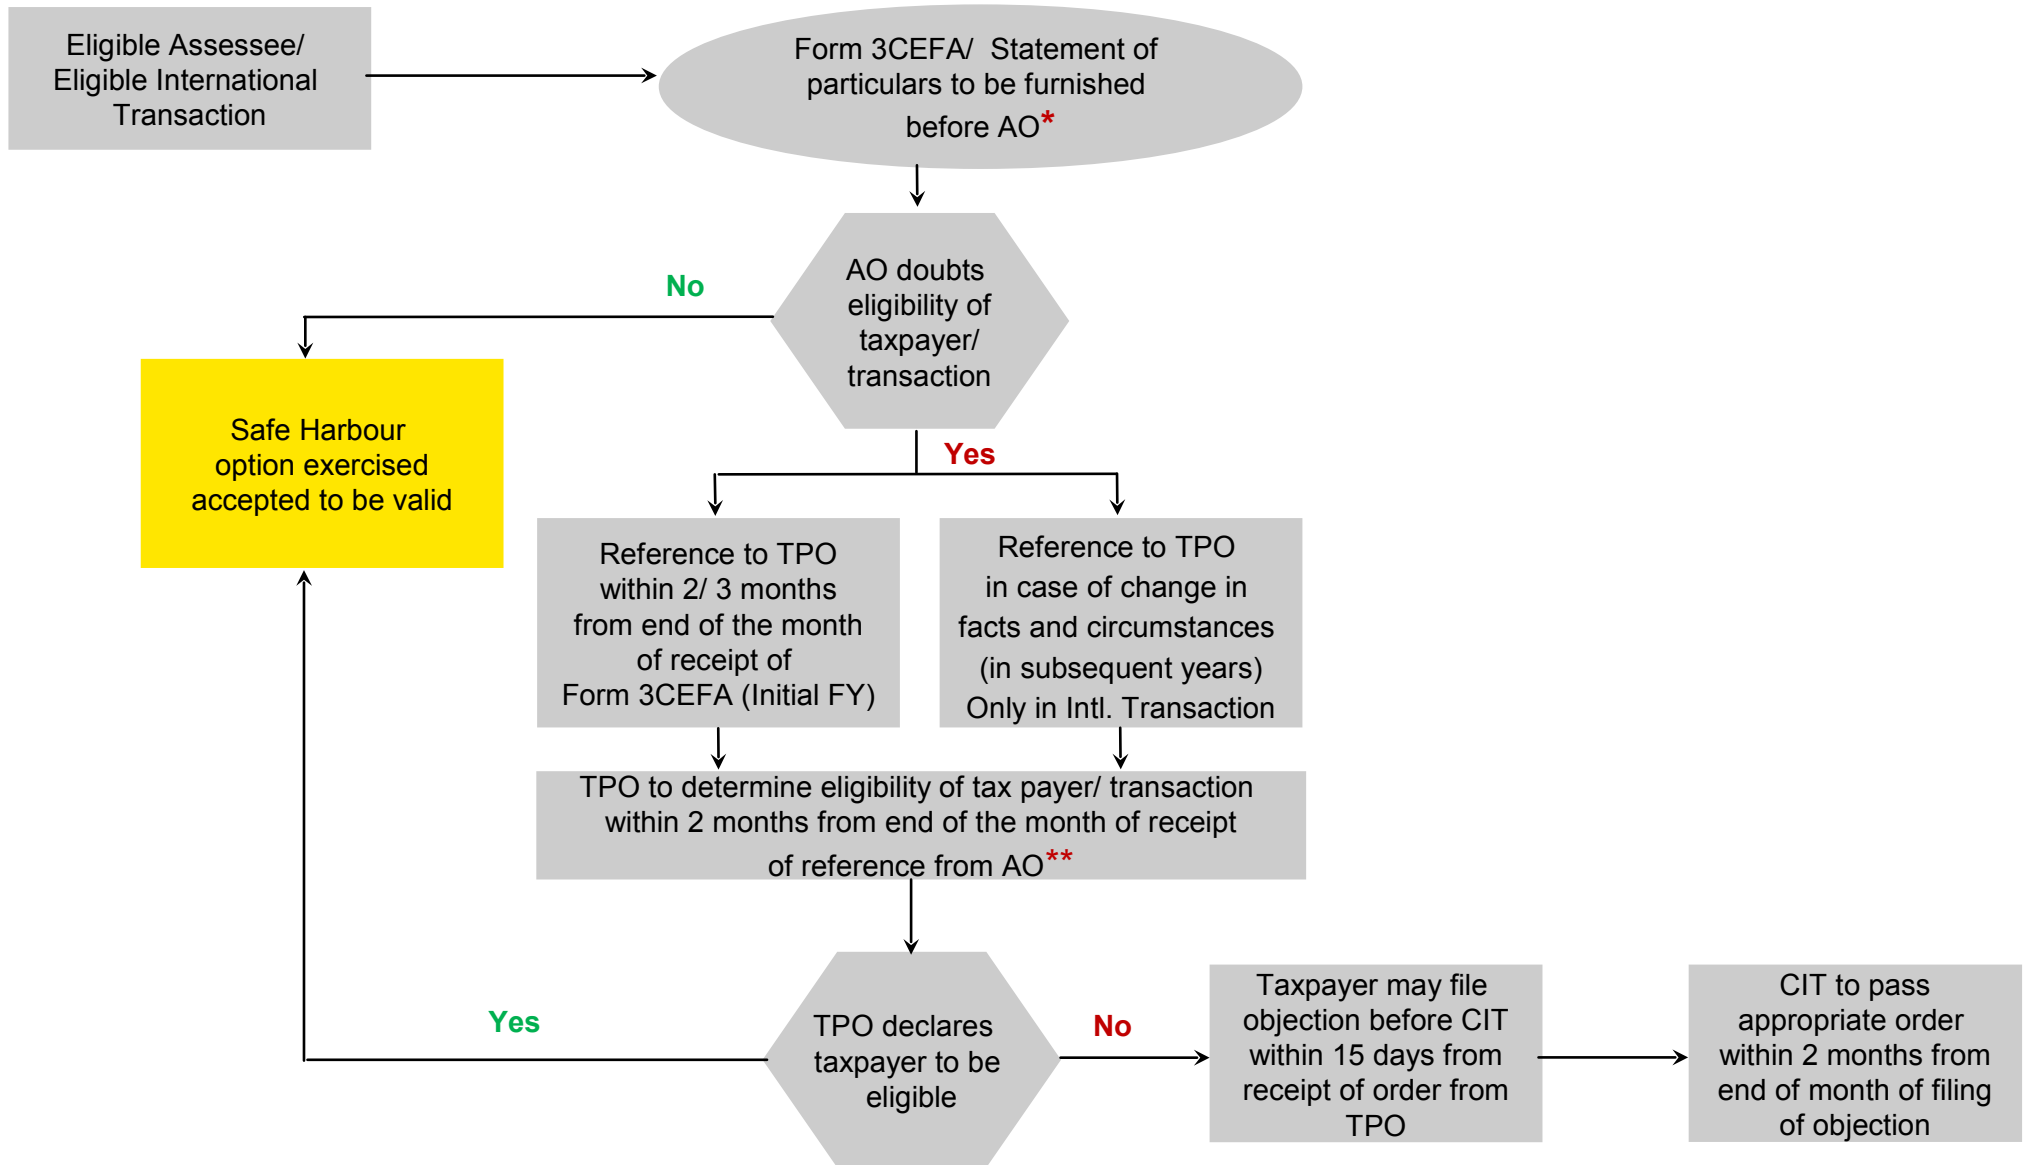 Eligible Assessee/
Eligible International
Transaction
Form 3CEFA/ Statement of
particulars to be furnished
before AO*
AO doubts
eligibility of
taxpayer/
transaction
No
Yes
Safe Harbour
option exercised
accepted to be valid
Reference to TPO
within 2/ 3 months
from end of the month
of receipt of
Form 3CEFA (Initial FY)
Reference to TPO
in case of change in
facts and circumstances
(in subsequent years)
Only in Intl. Transaction
TPO to determine eligibility of tax payer/ transaction
within 2 months from end of the month of receipt
of reference from AO**
TPO declares
taxpayer to be
eligible
Yes
No
Taxpayer may file
objection before CIT
within 15 days from
receipt of order from
TPO
CIT to pass
appropriate order
within 2 months from
end of month of filing
of objection